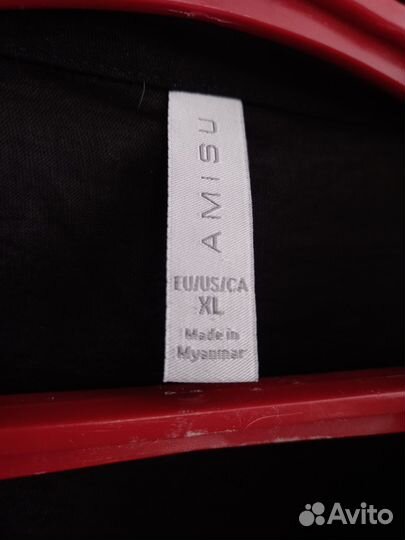 AMISU
EU/US/CA
XL
Made in
Myanmar
Avito